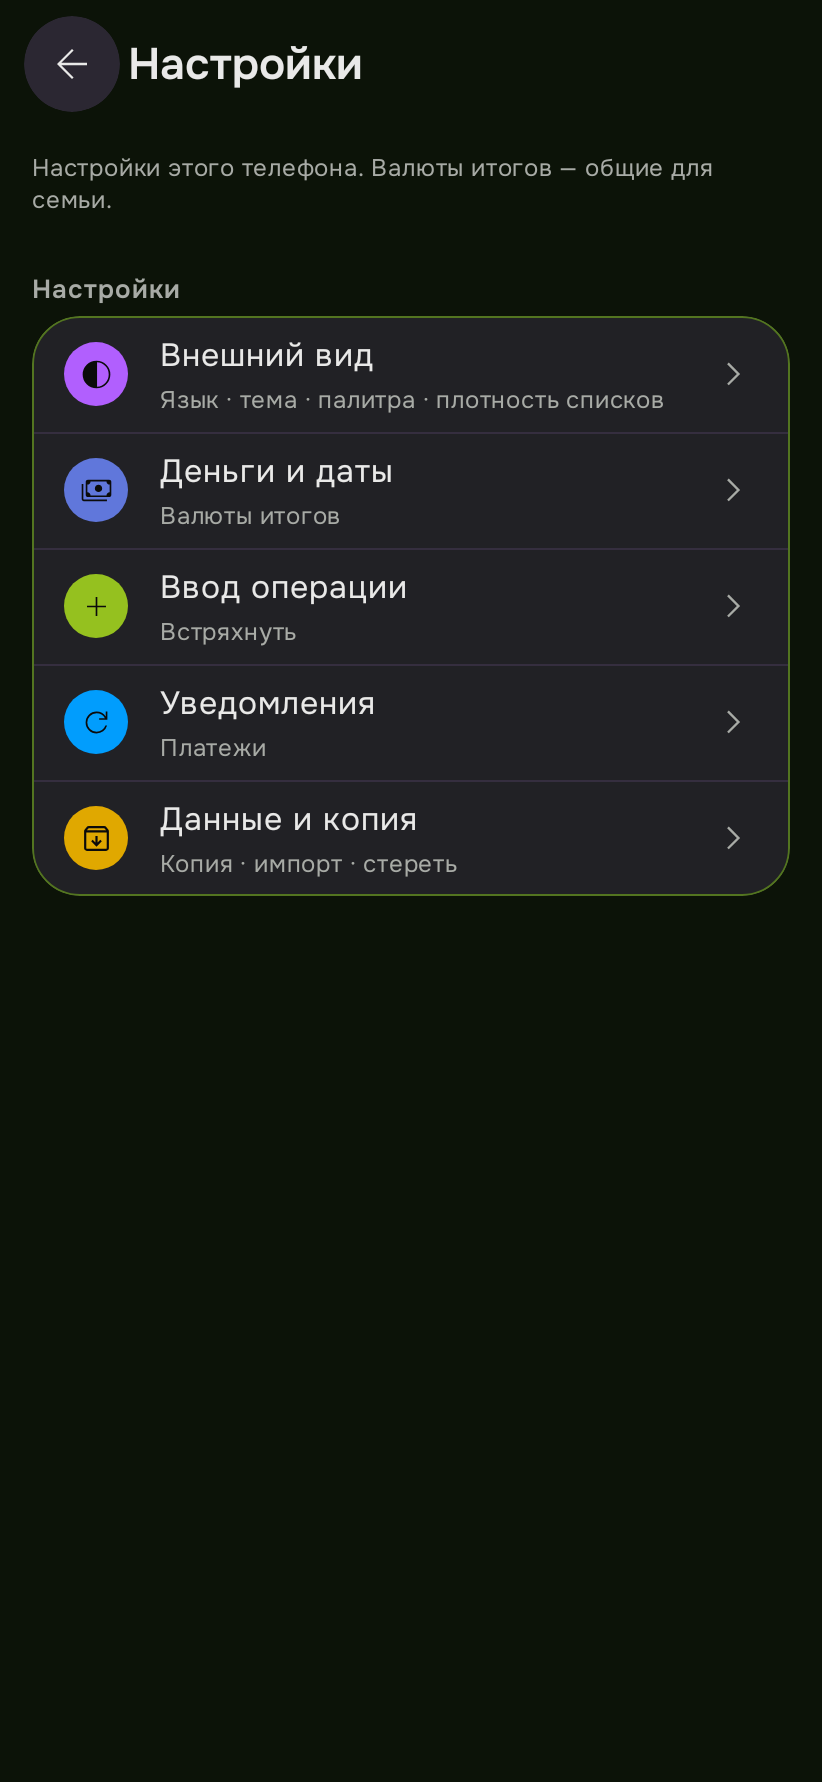 Настройки
Настройки этого телефона. Валюты итогов — общие для
семьи.
Настройки
Внешний вид
Язык · тема · палитра · плотность списков
Деньги и даты
Валюты итогов
Ввод операции
Встряхнуть
Уведомления
Платежи
Данные и копия
Копия · импорт · стереть